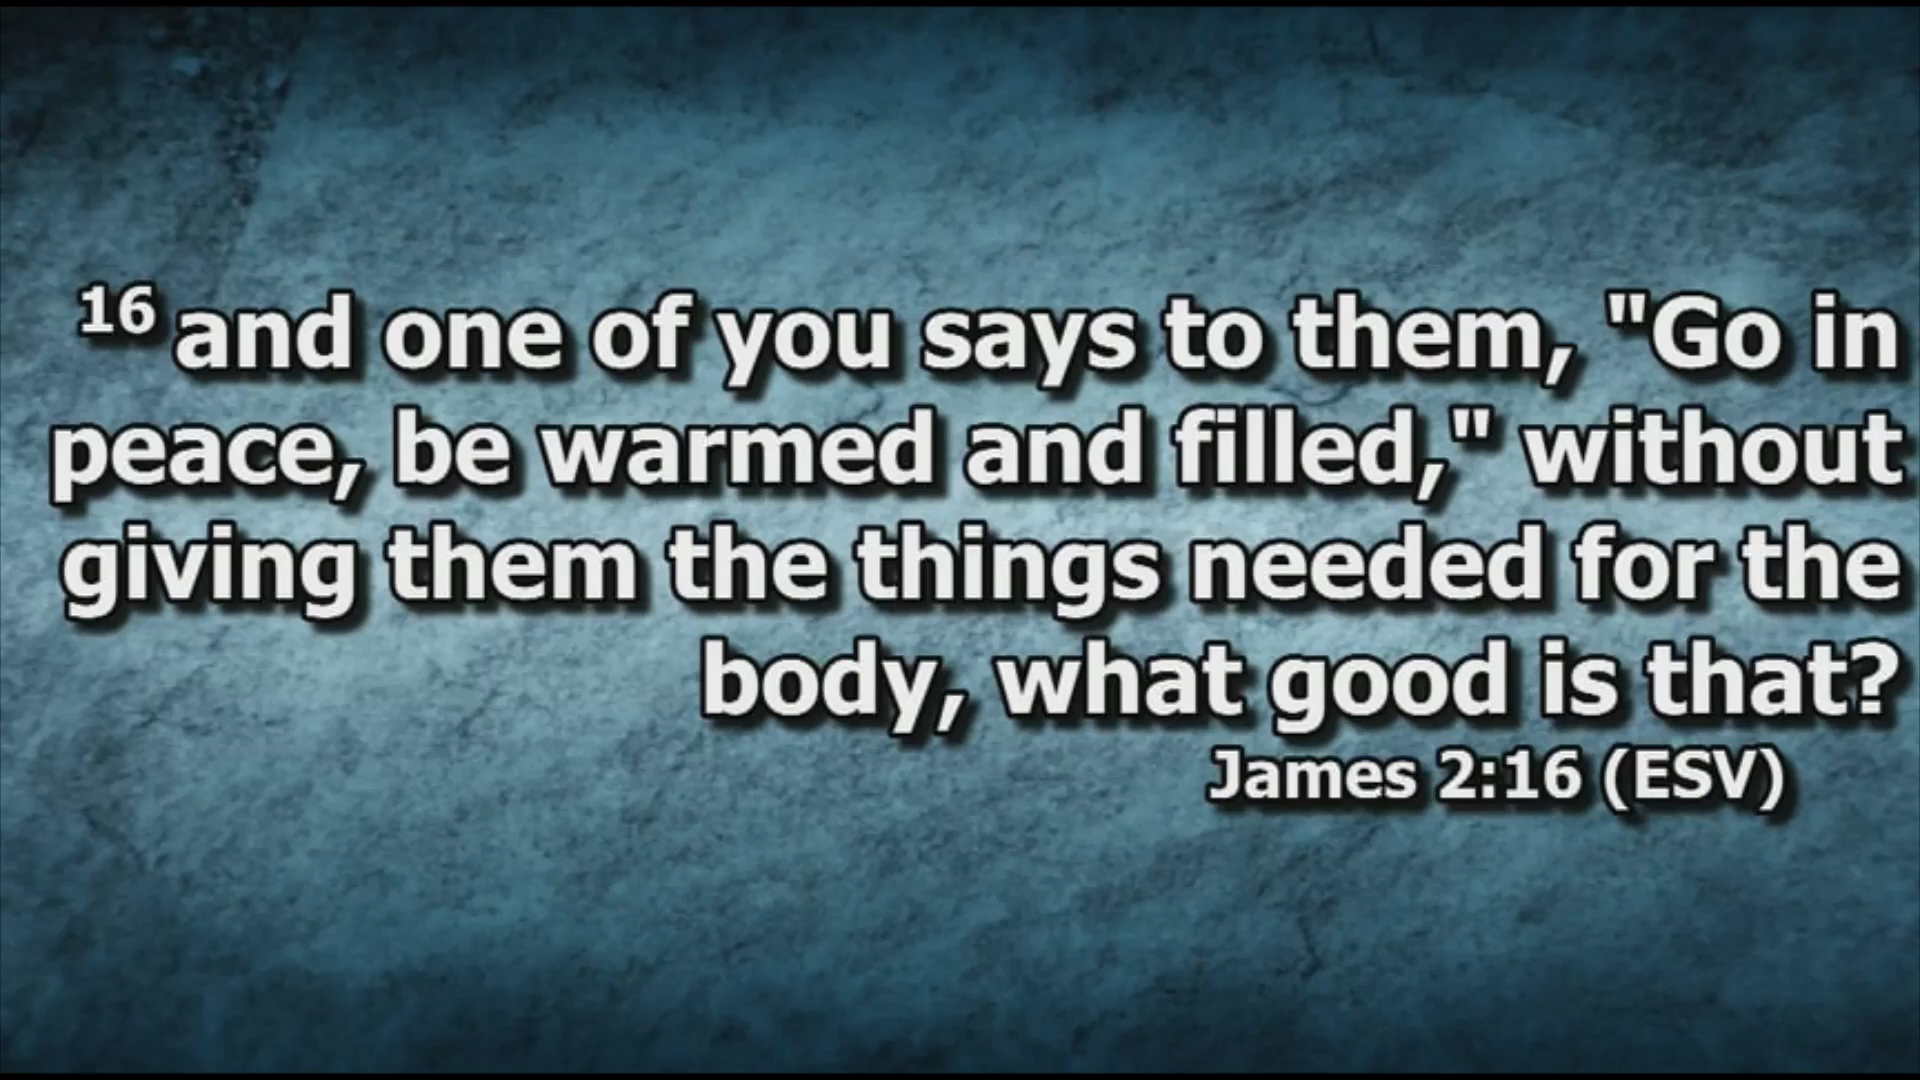 16 and one of you says to them, "Go in
peace, be warmed and filled," without
giving them the things needed for the
body, what good is that?
James 2:16 (ESV)